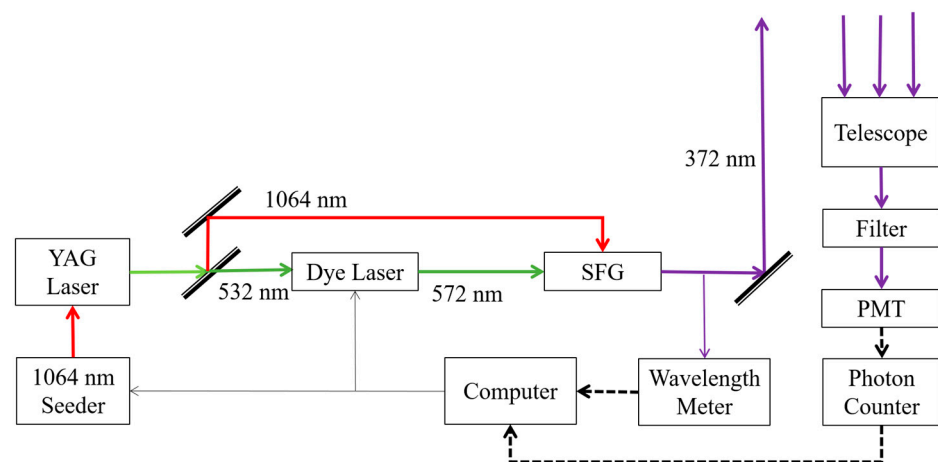 372 nm
Telescope
1064 nm
Filter
YAG
Laser
532 nm
Dye Laser
572 nm
SFG
PMT
1064 nm
Seeder
Computer
Wavelength
Meter
Photon
Counter